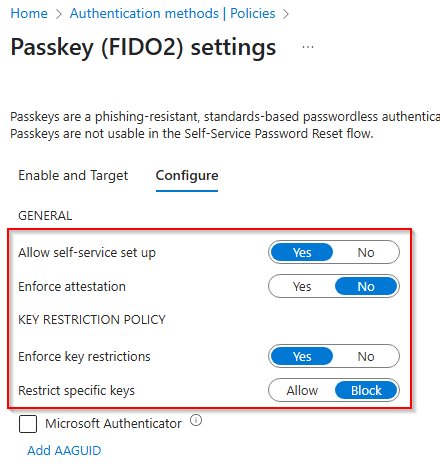 Home > Authentication methods | Policies >
Passkey (FIDO2) settings ...
Passkeys are a phishing-resistant, standards-based passwordless
Passkeys are not usable in the Self-Service Password Reset flow.
Enable and Target Configure
GENERAL
Allow self-service set up Yes No
Enforce attestation Yes No
KEY RESTRICTION POLICY
Enforce key restrictions Yes No
Restrict specific keys Allow Block
Microsoft Authenticator
Add AAGUID